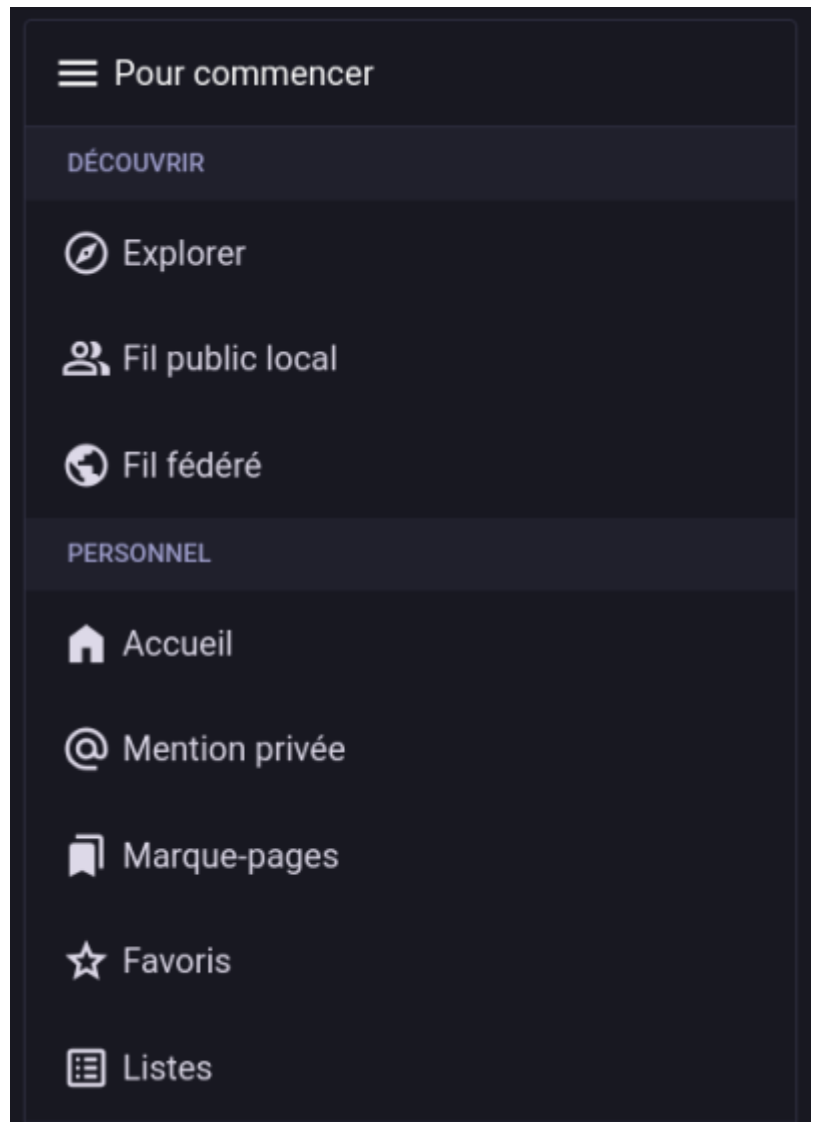 Pour commencer
DÉCOUVRIR
Explorer
Fil public local
Fil fédéré
PERSONNEL
Accueil
Mention privée
Marque-pages
Favoris
Listes